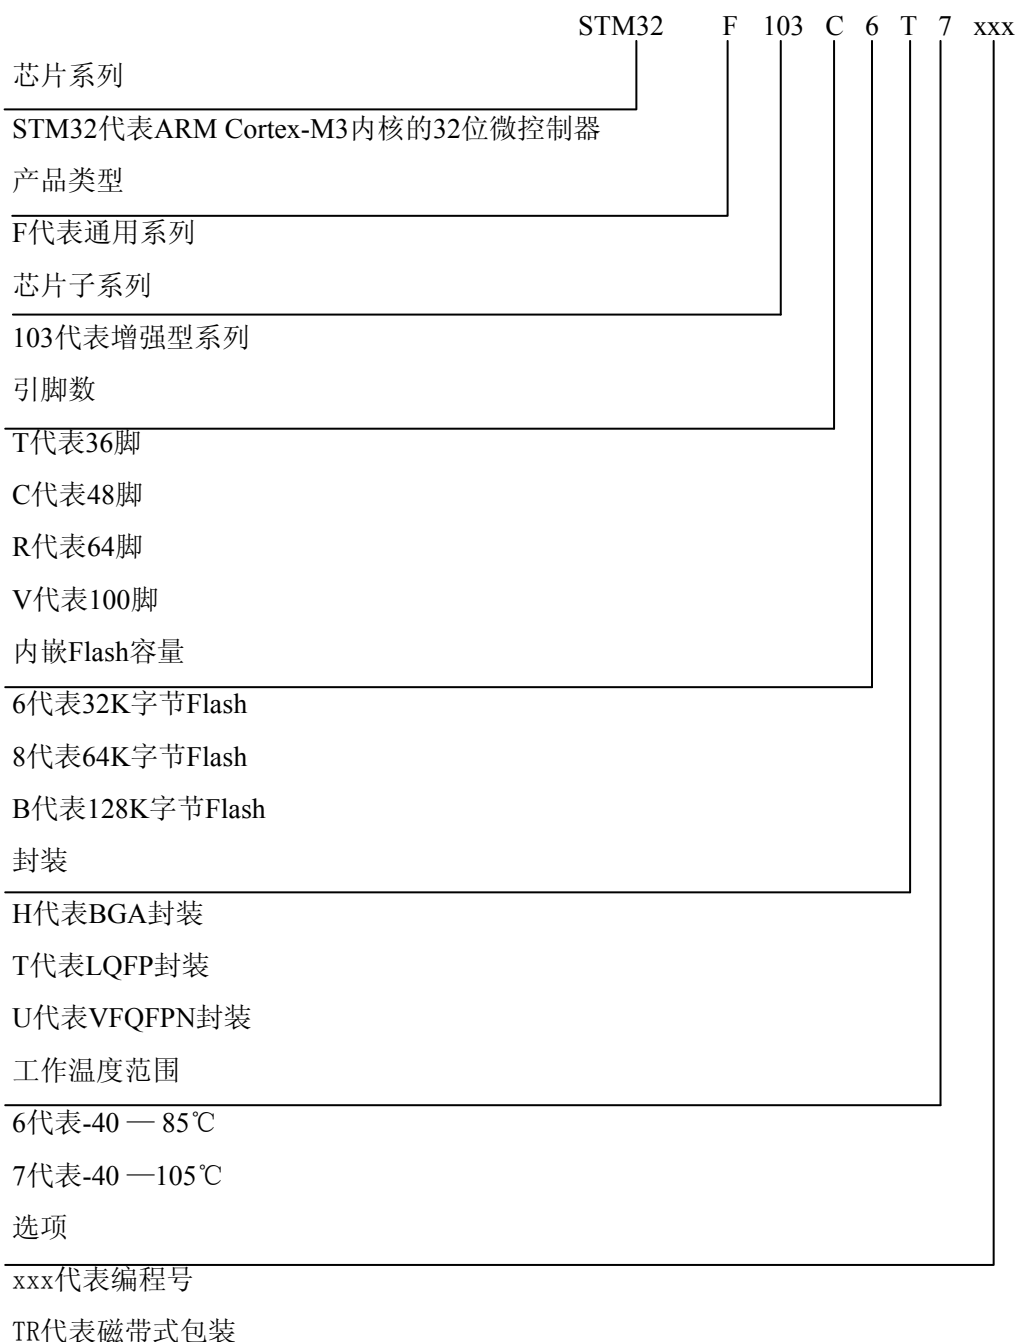 STM32 F 103 C 6 T 7 xxx
芯片系列
STM32代表ARM Cortex-M3内核的32位微控制器
产品类型
F代表通用系列
芯片子系列
103代表增强型系列
引脚数
T代表36脚
C代表48脚
R代表64脚
V代表100脚
内嵌Flash容量
6代表32K字节Flash
8代表64K字节Flash
B代表128K字节Flash
封装
H代表BGA封装
T代表LQFP封装
U代表VFQFPN封装
工作温度范围
6代表-40 — 85℃
7代表-40 —105℃
选项
xxx代表编程号
TR代表磁带式包装